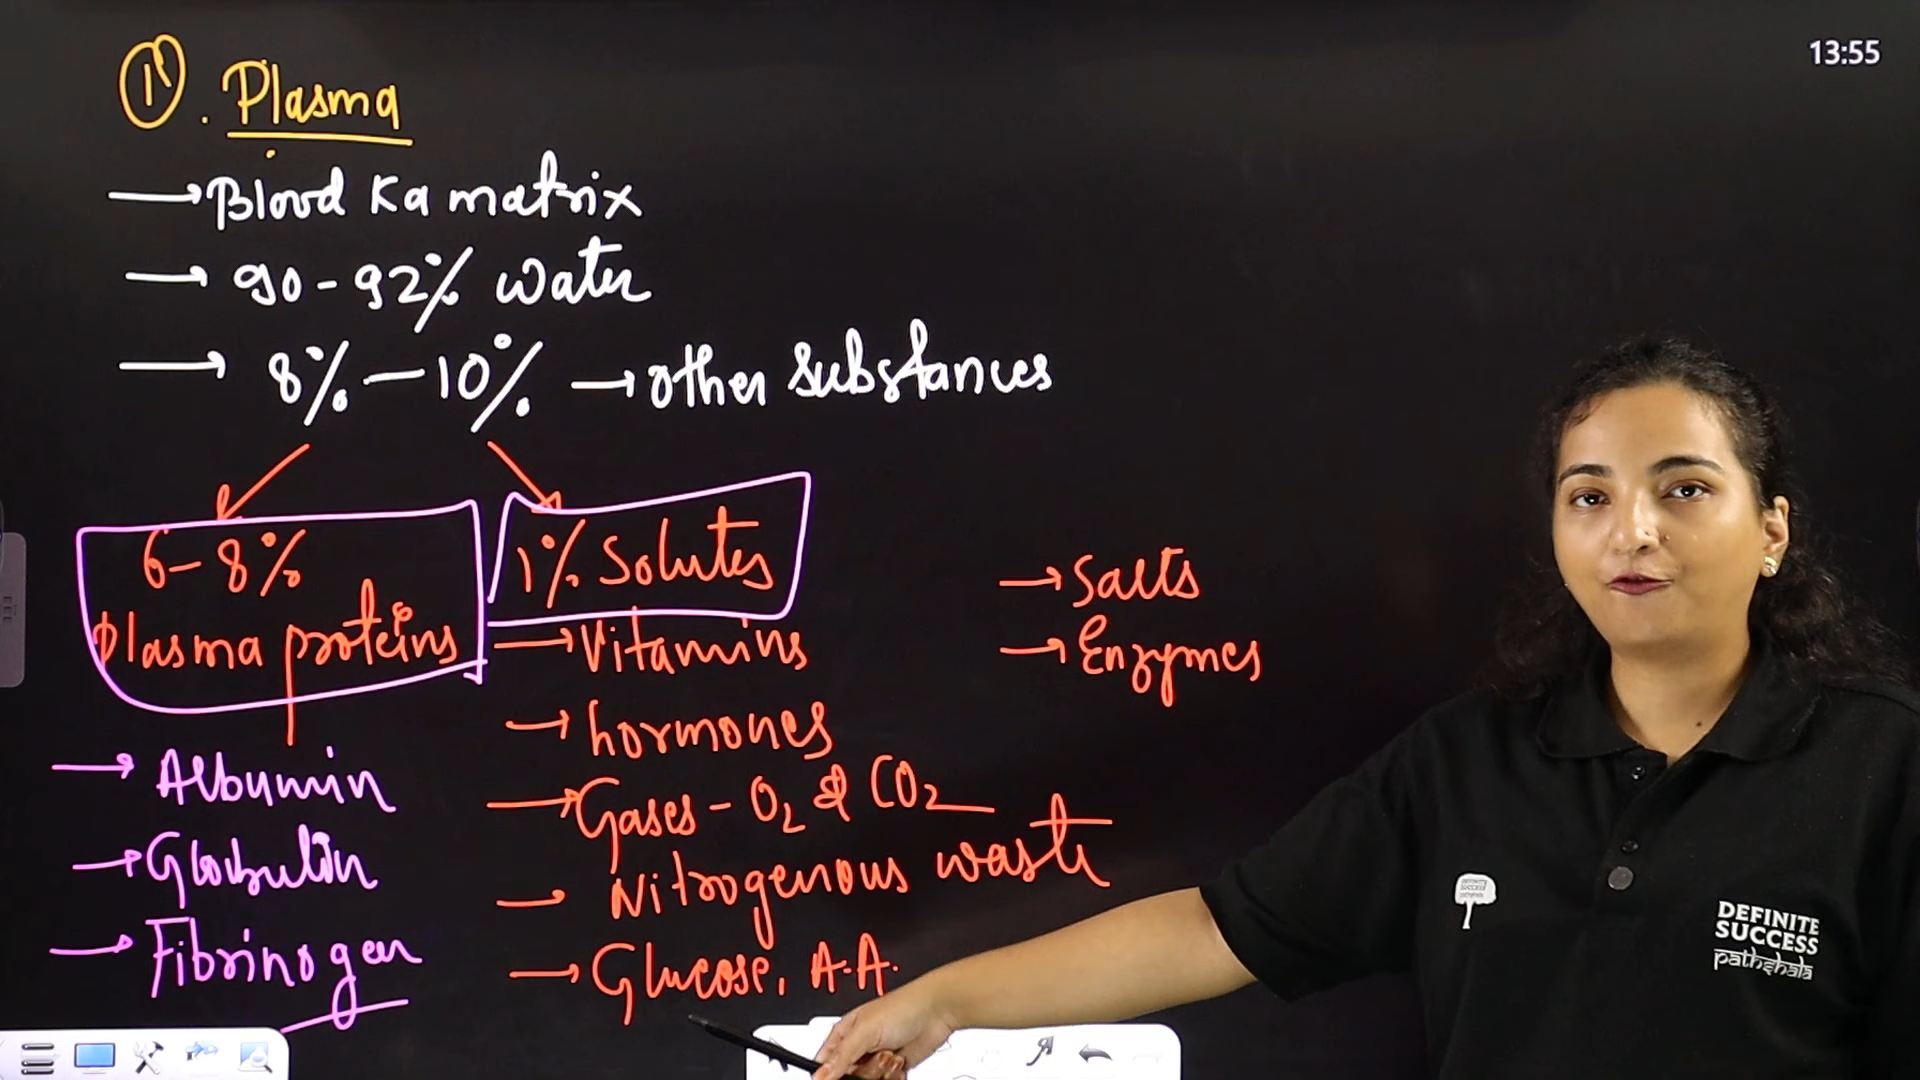 13:55
1. Plasma
→ Blood Ka matrix
→ 90-92% water
→ 8% - 10% → other substances
6-8% Plasma proteins
→ Albumin
→ Globulin
→ Fibrinogen
1% Solutes
→ Vitamins
→ hormones
→ Gases - O2 & CO2
→ Nitrogenous waste
→ Glucose, A.A.
→ Salts
→ Enzymes
DEFINITE
SUCCESS
pathshala